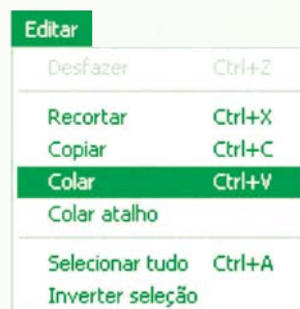 Editar
Desfazer Ctrl+Z
Recortar Ctrl+X
Copiar Ctrl+C
Colar Ctrl+V
Colar atalho
Selecionar tudo Ctrl+A
Inverter seleção